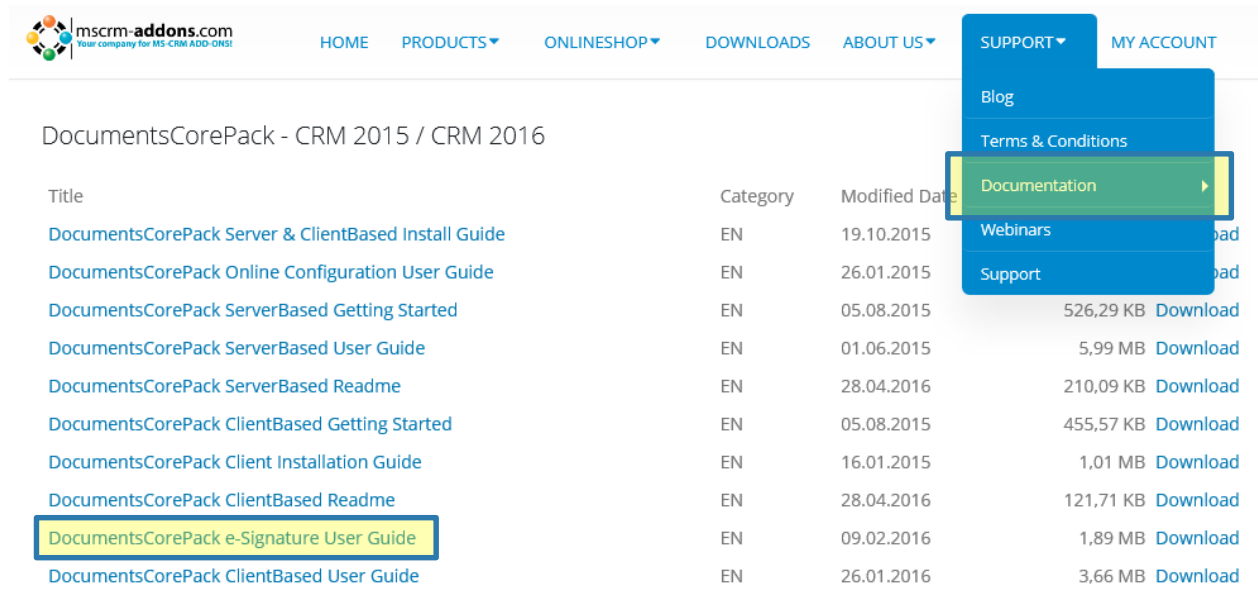 mscrm-addons.com
Your company for MS-CRM ADD-ONS!
HOME PRODUCTS ONLINESHOP DOWNLOADS ABOUT US SUPPORT MY ACCOUNT
Blog
Terms & Conditions
Documentation
Webinars
Support
DocumentsCorePack - CRM 2015 / CRM 2016
Title Category Modified Date
DocumentsCorePack Server & ClientBased Install Guide EN 19.10.2015
DocumentsCorePack Online Configuration User Guide EN 26.01.2015
DocumentsCorePack ServerBased Getting Started EN 05.08.2015 526,29 KB Download
DocumentsCorePack ServerBased User Guide EN 01.06.2015 5,99 MB Download
DocumentsCorePack ServerBased Readme EN 28.04.2016 210,09 KB Download
DocumentsCorePack ClientBased Getting Started EN 05.08.2015 455,57 KB Download
DocumentsCorePack Client Installation Guide EN 16.01.2015 1,01 MB Download
DocumentsCorePack ClientBased Readme EN 28.04.2016 121,71 KB Download
DocumentsCorePack e-Signature User Guide EN 09.02.2016 1,89 MB Download
DocumentsCorePack ClientBased User Guide EN 26.01.2016 3,66 MB Download